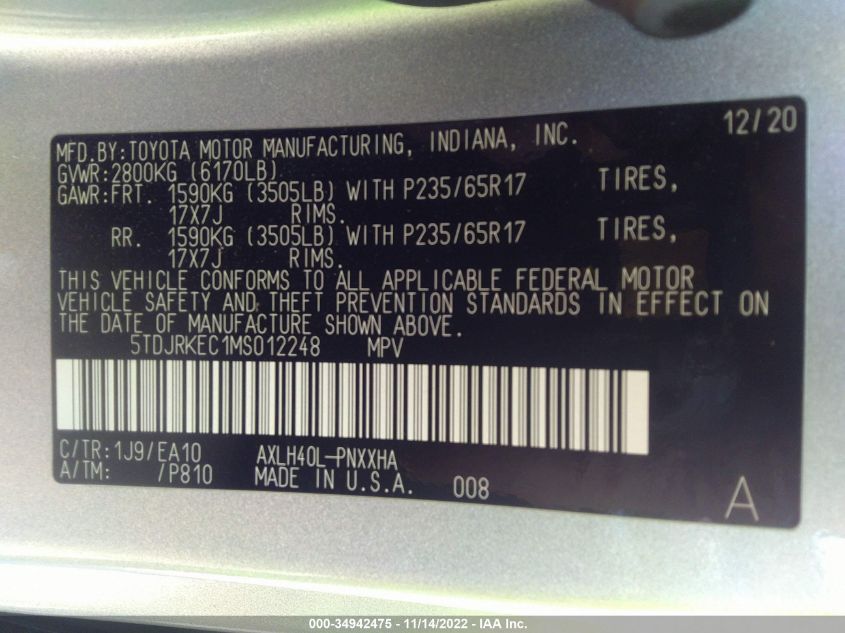 12/20
MFD.BY:TOYOTA MOTOR MANUFACTURING, INDIANA, INC.
GVWR:2800KG (6170LB)
GAWR:FRT. 1590KG (3505LB) WITH P235/65R17 TIRES,
17X7J RIMS.
RR. 1590KG (3505LB) WITH P235/65R17 TIRES,
17X7J RIMS.
THIS VEHICLE CONFORMS TO ALL APPLICABLE FEDERAL MOTOR
VEHICLE SAFETY AND THEFT PREVENTION STANDARDS IN EFFECT ON
THE DATE OF MANUFACTURE SHOWN ABOVE.
5TDJRKEC1MS012248 MPV
C/TR:1J9/EA10 AXLH40L-PNXXHA
A/TM: /P810 MADE IN U.S.A. 008
A
000-34942475 - 11/14/2022 - IAA Inc.